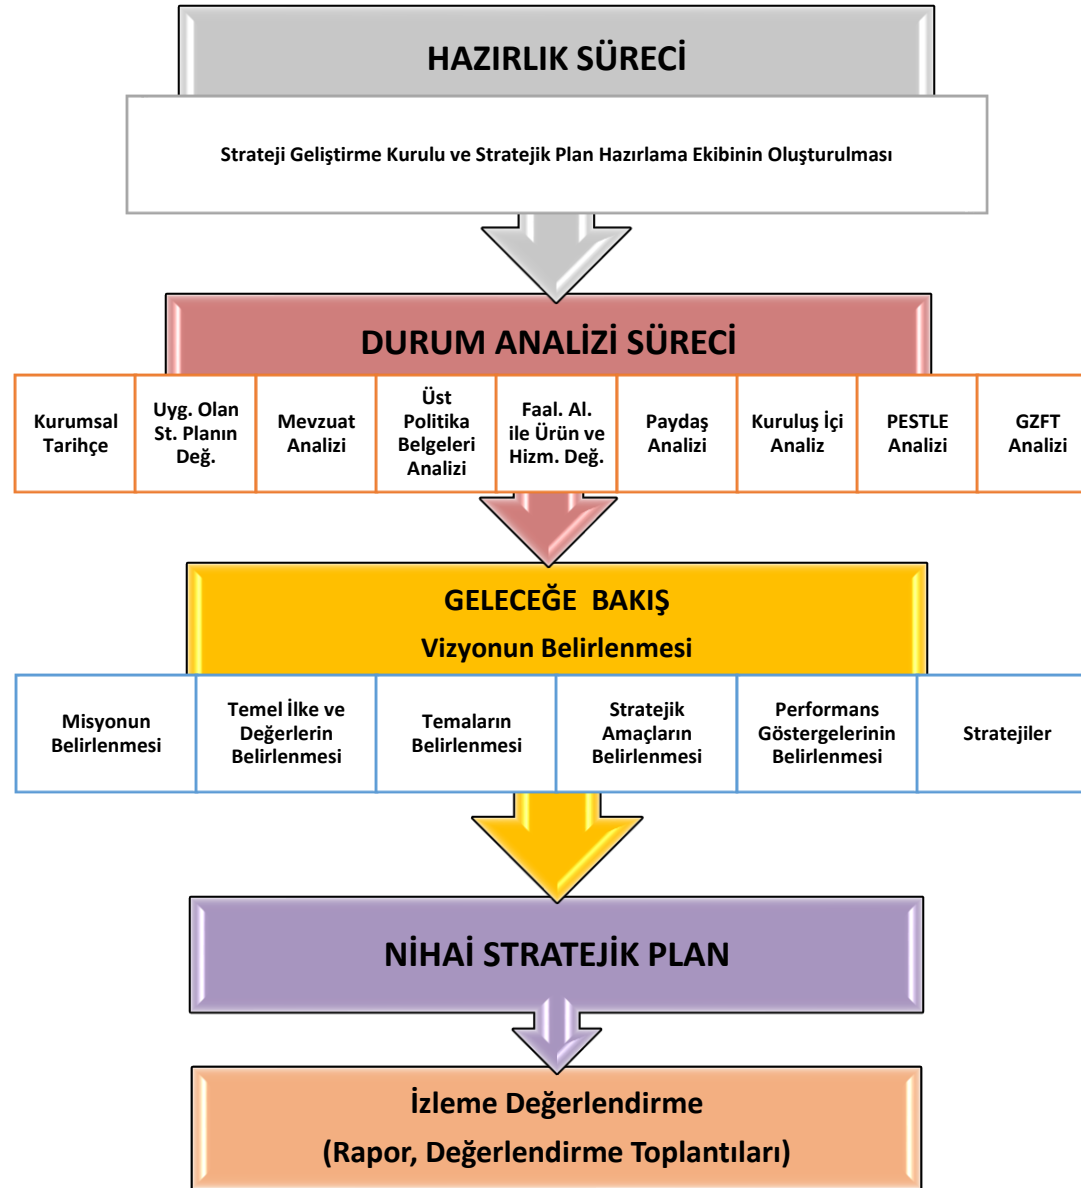 HAZIRLIK SÜRECİ
Strateji Geliştirme Kurulu ve Stratejik Plan Hazırlama Ekibinin Oluşturulması
DURUM ANALİZİ SÜRECİ
Kurumsal
Tarihçe
Uyg. Olan
St. Planın
Değ.
Mevzuat
Analizi
Üst
Politika
Belgeleri
Analizi
Faal. Al.
ile Ürün ve
Hizm. Değ.
Paydaş
Analizi
Kuruluş İçi
Analiz
PESTLE
Analizi
GZFT
Analizi
GELECEĞE BAKIŞ
Vizyonun Belirlenmesi
Misyonun
Belirlenmesi
Temel İlke ve
Değerlerin
Belirlenmesi
Temaların
Belirlenmesi
Stratejik
Amaçların
Belirlenmesi
Performans
Göstergelerinin
Belirlenmesi
Stratejiler
NİHAİ STRATEJİK PLAN
İzleme Değerlendirme
(Rapor, Değerlendirme Toplantıları)